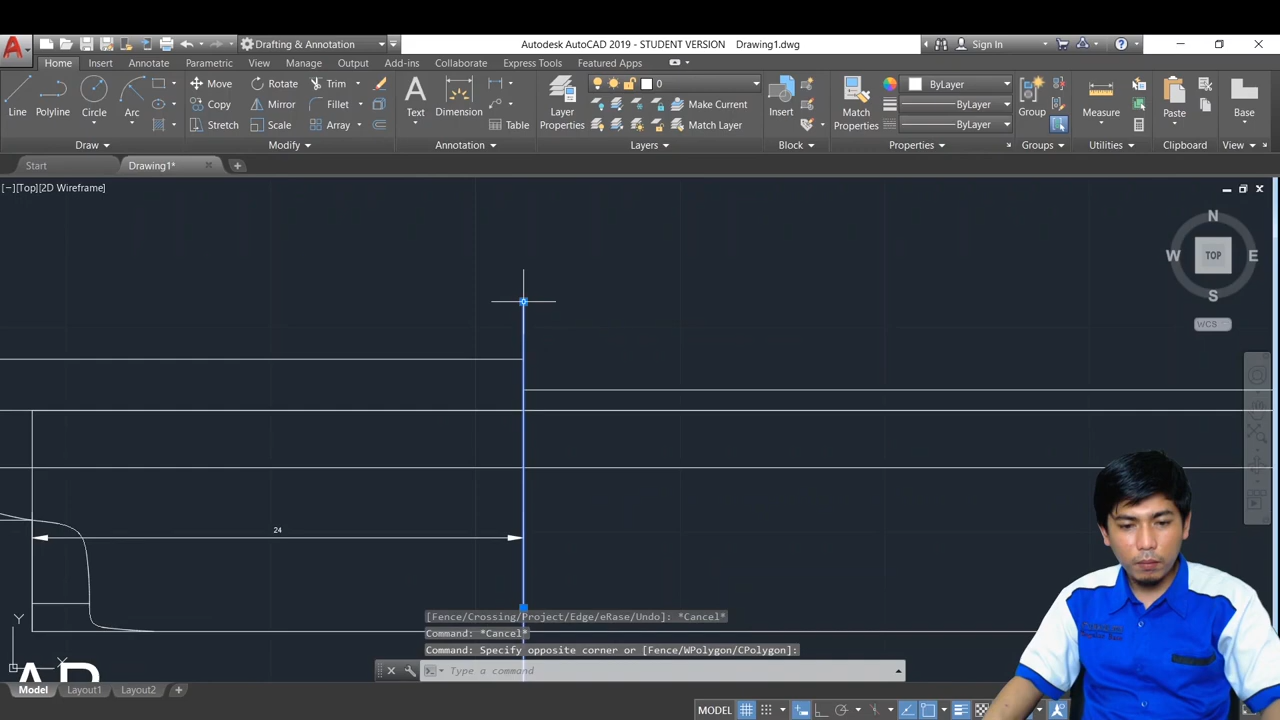 Drafting & Annotation
Autodesk AutoCAD 2019 - STUDENT VERSION Drawing1.dwg
Sign In
Home Insert Annotate Parametric View Manage Output Add-ins Collaborate Express Tools Featured Apps
Line
Polyline
Circle
Arc
Move
Copy
Stretch
Rotate
Mirror
Scale
Trim
Fillet
Array
Text
Dimension
Table
Layer
Properties
0
Make Current
Match Layer
Insert
Match
Properties
ByLayer
ByLayer
ByLayer
Group
Measure
Paste
Base
Draw Modify Annotation Layers Block Properties Groups Utilities Clipboard View
Start Drawing1*
[−][Top][2D Wireframe]
N
W TOP E
S
WCS
24
[Fence/Crossing/Project/Edge/eRase/Undo]: *Cancel*
Command: *Cancel*
Command: Specify opposite corner or [Fence/WPolygon/CPolygon]:
Type a command
Y
X
Model Layout1 Layout2
MODEL